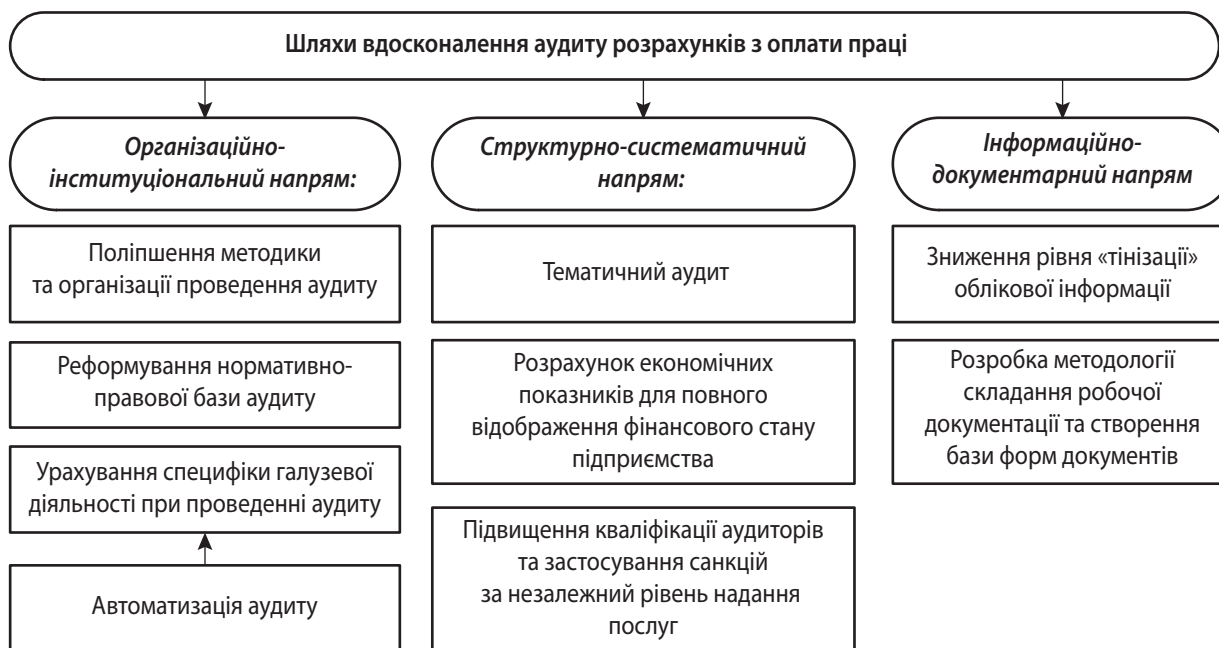 Шляхи вдосконалення аудиту розрахунків з оплати праці
Організаційно-
інституціональний напрям:
Поліпшення методики
та організації проведення аудиту
Реформування нормативно-
правової бази аудиту
Урахування специфіки галузевої
діяльності при проведенні аудиту
Автоматизація аудиту
Структурно-систематичний
напрям:
Тематичний аудит
Розрахунок економічних
показників для повного
відображення фінансового стану
підприємства
Підвищення кваліфікації аудиторів
та застосування санкцій
за незалежний рівень надання
послуг
Інформаційно-
документарний напрям
Зниження рівня «тінізації»
облікової інформації
Розробка методології
складання робочої
документації та створення
бази форм документів